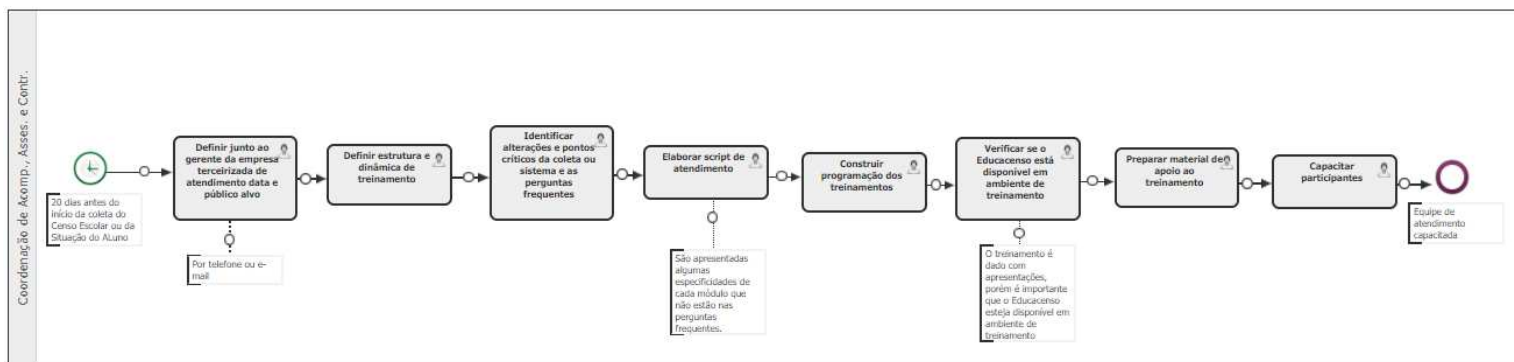 Coordenação de Acomp., Asses. e Contr.
20 dias antes do
início da coleta do
Censo Escolar ou da
Situação do ALuno
Definir junto ao
gerente da empresa
terceirizada de
atendimento data e
público alvo
Por telefone ou e-
mail
Definir estrutura e
dinâmica de
treinamento
Identificar
alterações e pontos
críticos da coleta ou
sistema e as
perguntas
frequentes
Elaborar script de
atendimento
São apresentadas
algumas
especificidades de
cada módulo que
não estão nas
perguntas
frequentes.
Construir
programação dos
treinamentos
Verificar se o
Educacenso está
disponível em
ambiente de
treinamento
O treinamento é
dado com
apresentações,
porém é importante
que o Educacenso
esteja disponível em
ambiente de
treinamento
Preparar material de
apoio ao
treinamento
Capacitar
participantes
Equipe de
atendimento
capacitada